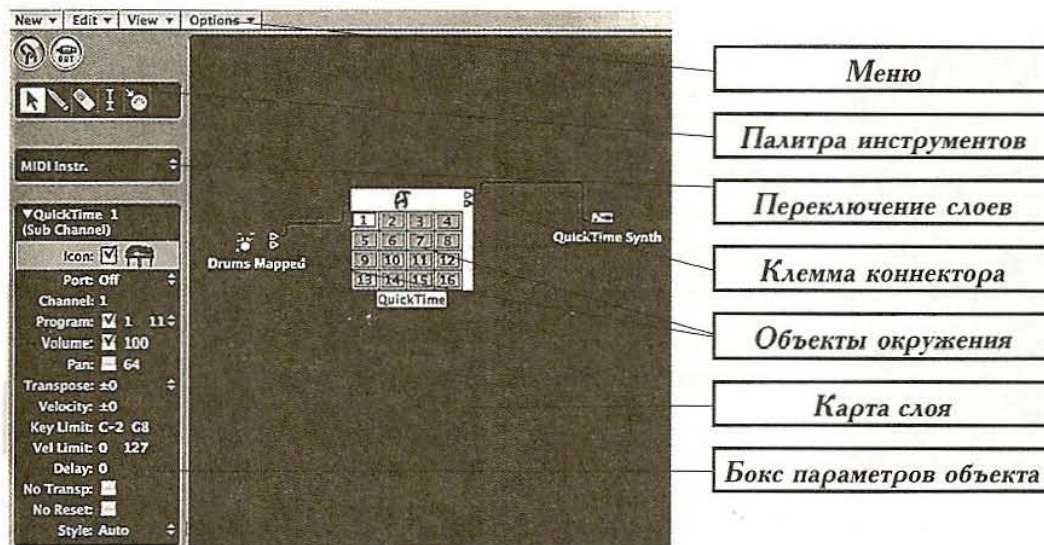 New Edit View Options
OUT
MIDI Instr.
QuickTime 1
(Sub Channel)
Icon:
Port: Off
Channel: 1
Program: 1 11
Volume: 100
Pan: 64
Transpose: ±0
Velocity: ±0
Key Limit: C-2 G8
Vel Limit: 0 127
Delay: 0
No Transp:
No Reset:
Style: Auto
Drums Mapped
1 2 3 4
5 6 7 8
9 10 11 12
13 14 15 16
QuickTime
QuickTime Synth
Меню
Палитра инструментов
Переключение слоев
Клемма коннектора
Объекты окружения
Карта слоя
Бокс параметров объекта